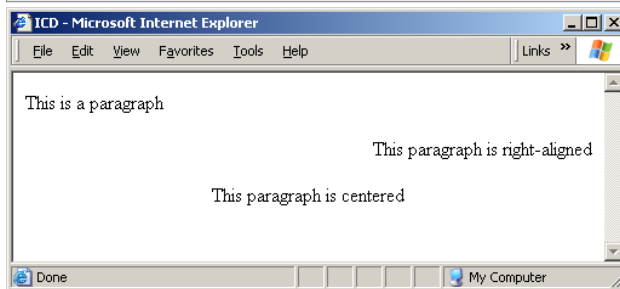 ICD - Microsoft Internet Explorer
File Edit View Favorites Tools Help Links »
This is a paragraph
This paragraph is right-aligned
This paragraph is centered
Done My Computer